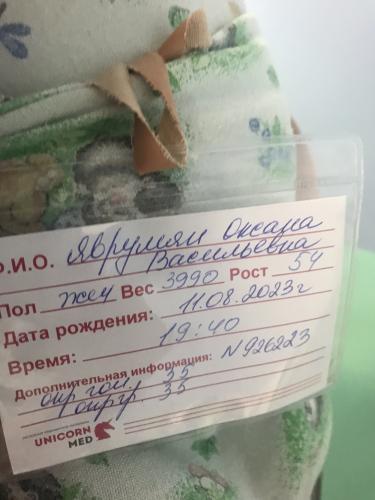 Ф.И.О. Яврумян Оксана
Васильевна
Пол жен Вес 3990 Рост 54
Дата рождения: 11.08.2023г
Время: 19:40
Дополнительная информация: N926223
окр гол. 35
окр гр. 35
UNICORN
MED